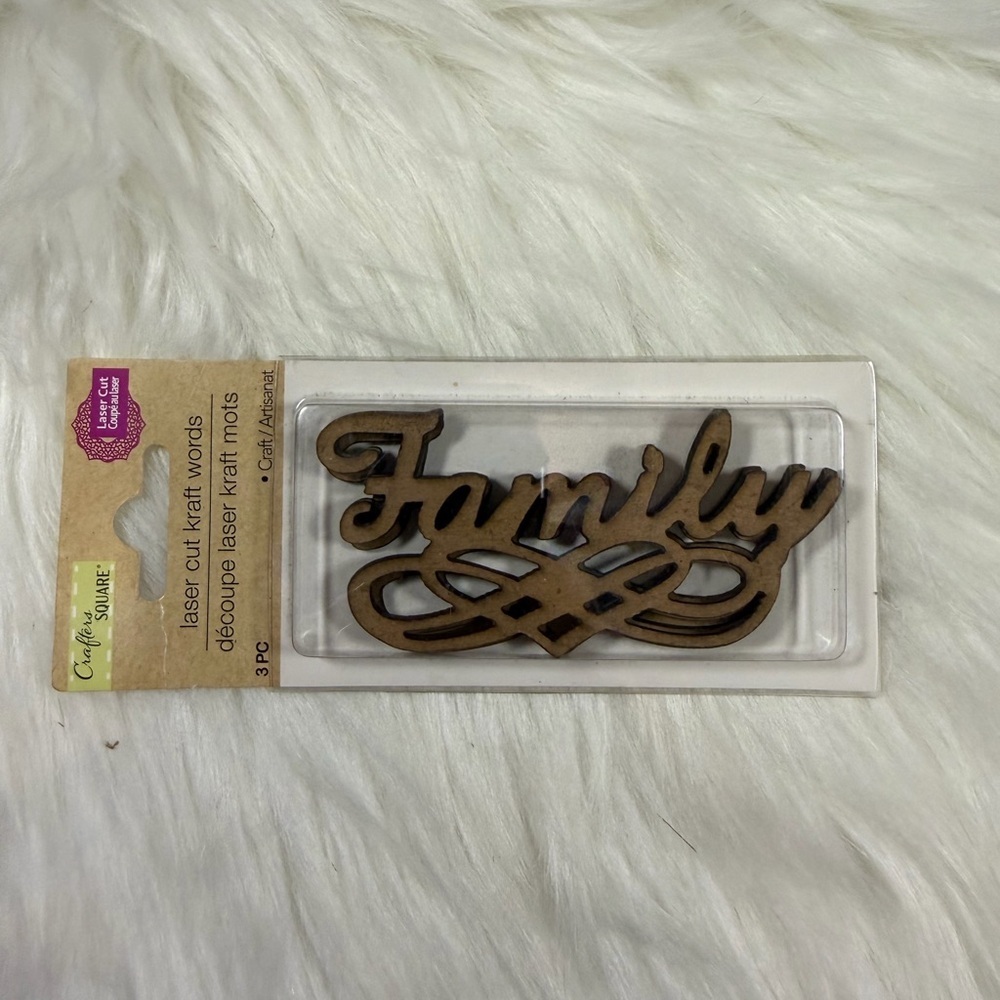 Laser Cut
Coupé au laser
laser cut kraft words
découpe laser kraft mots
• Craft/Artisanat
3 PC
Crafter's
SQUARE®
Family